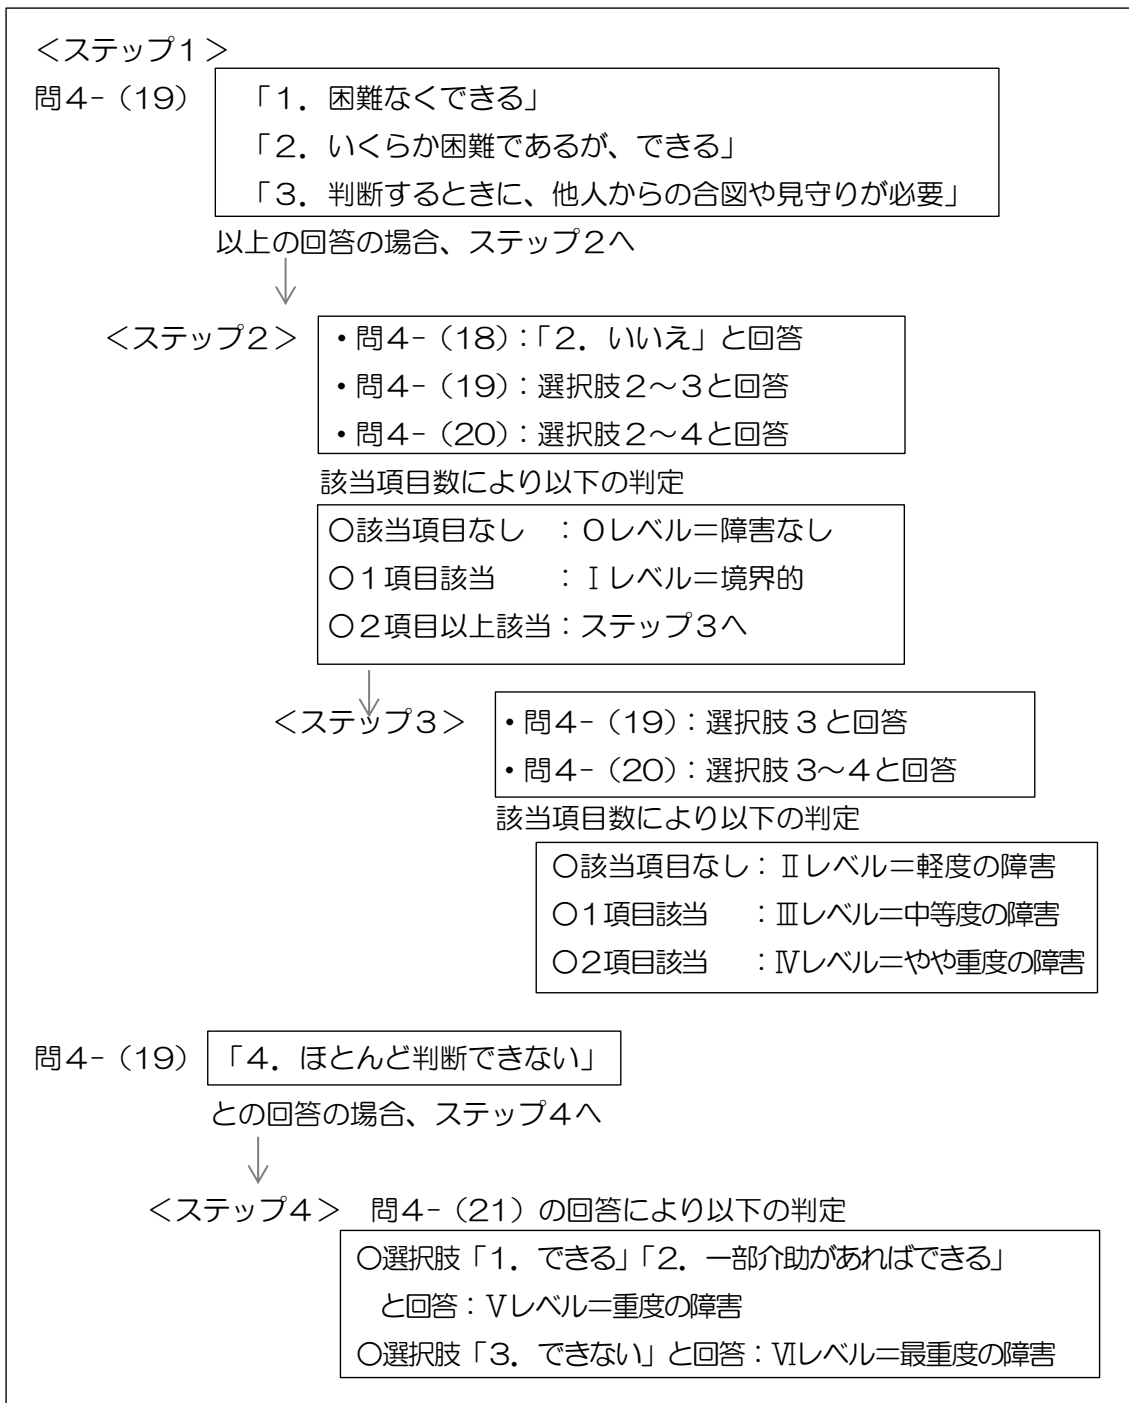 ＜ステップ１＞
問４-（１９） 「１．困難なくできる」
「２．いくらか困難であるが、できる」
「３．判断するときに、他人からの合図や見守りが必要」
以上の回答の場合、ステップ２へ
＜ステップ２＞ ・問４-（１８）：「２．いいえ」と回答
・問４-（１９）：選択肢２～３と回答
・問４-（２０）：選択肢２～４と回答
該当項目数により以下の判定
○該当項目なし ：０レベル＝障害なし
○１項目該当 ：Ⅰレベル＝境界的
○２項目以上該当：ステップ３へ
＜ステップ３＞ ・問４-（１９）：選択肢３と回答
・問４-（２０）：選択肢３～４と回答
該当項目数により以下の判定
○該当項目なし：Ⅱレベル＝軽度の障害
○１項目該当 ：Ⅲレベル＝中等度の障害
○２項目該当 ：Ⅳレベル＝やや重度の障害
問４-（１９） 「４．ほとんど判断できない」
との回答の場合、ステップ４へ
＜ステップ４＞ 問４-（２１）の回答により以下の判定
○選択肢「１．できる」「２．一部介助があればできる」
と回答：Ⅴレベル＝重度の障害
○選択肢「３．できない」と回答：Ⅵレベル＝最重度の障害